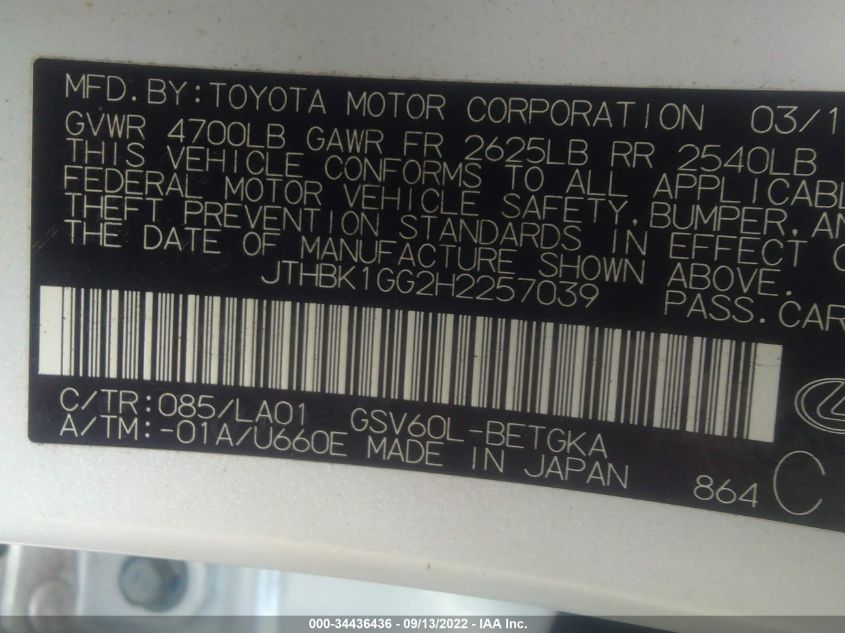 MFD. BY: TOYOTA MOTOR CORPORATION 03/1
GVWR 4700LB GAWR FR 2625LB RR 2540LB
THIS VEHICLE CONFORMS TO ALL APPLICABL
FEDERAL MOTOR VEHICLE SAFETY, BUMPER, AN
THEFT PREVENTION STANDARDS IN EFFECT O
THE DATE OF MANUFACTURE SHOWN ABOVE.
JTHBK1GG2H2257039 PASS. CAR
C/TR: 085/LA01 GSV60L-BETGKA
A/TM: -01A/U660E MADE IN JAPAN
864 C
000-34436436 - 09/13/2022 - IAA Inc.